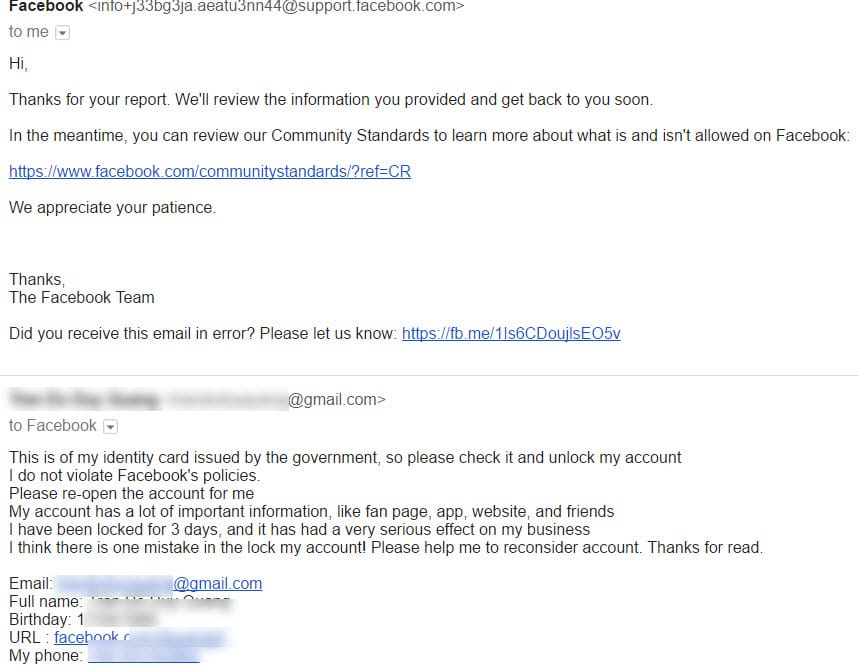 Facebook <info+j33bg3ja.aeatu3nn44@support.facebook.com>
to me
Hi,
Thanks for your report. We'll review the information you provided and get back to you soon.
In the meantime, you can review our Community Standards to learn more about what is and isn't allowed on Facebook:
https://www.facebook.com/communitystandards/?ref=CR
We appreciate your patience.
Thanks,
The Facebook Team
Did you receive this email in error? Please let us know: https://fb.me/1Is6CDoujlsEO5v
@gmail.com>
to Facebook
This is of my identity card issued by the government, so please check it and unlock my account
I do not violate Facebook's policies.
Please re-open the account for me
My account has a lot of important information, like fan page, app, website, and friends
I have been locked for 3 days, and it has had a very serious effect on my business
I think there is one mistake in the lock my account! Please help me to reconsider account. Thanks for read.
Email: @gmail.com
Full name:
Birthday: 1
URL : facebook.
My phone: